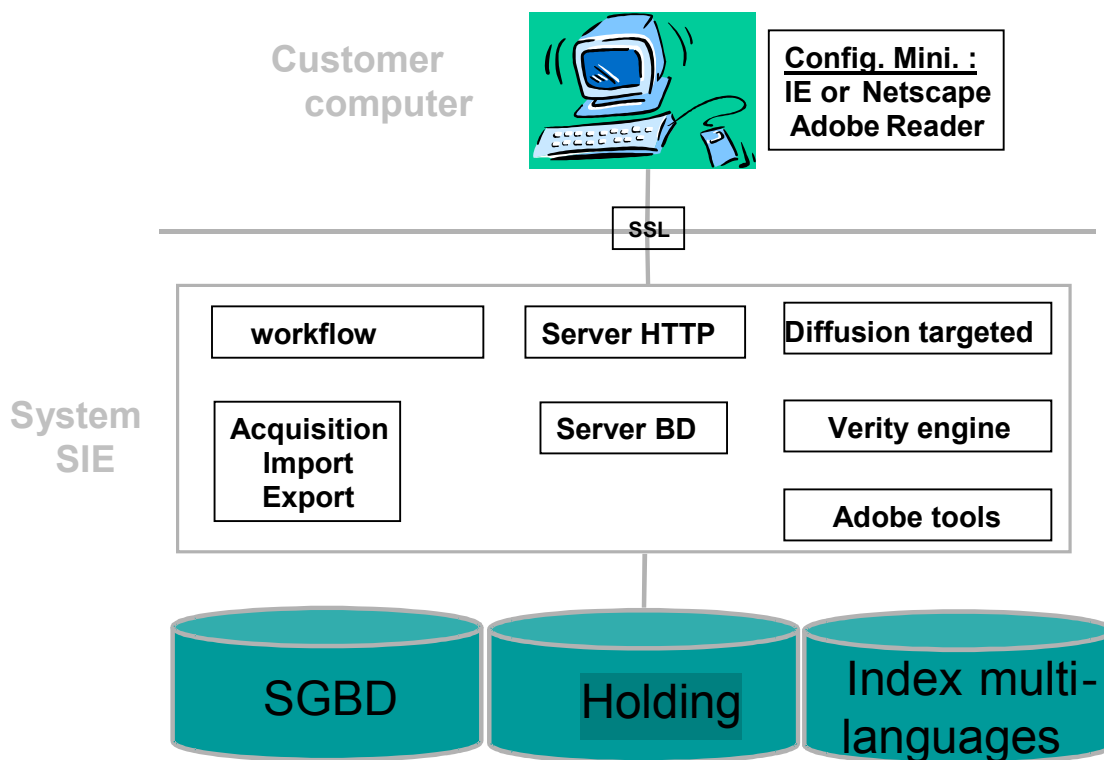 Customer
computer
Config. Mini. :
IE or Netscape
Adobe Reader
SSL
System
SIE
workflow
Server HTTP
Diffusion targeted
Acquisition
Import
Export
Server BD
Verity engine
Adobe tools
SGBD
Holding
Index multi-
languages